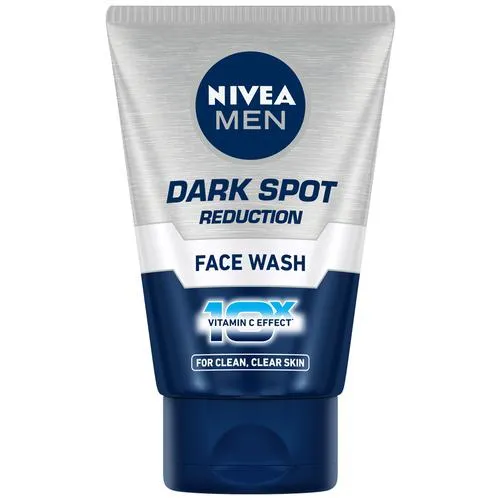 NIVEA
MEN
DARK SPOT
REDUCTION
FACE WASH
10X
VITAMIN C EFFECT*
FOR CLEAN, CLEAR SKIN